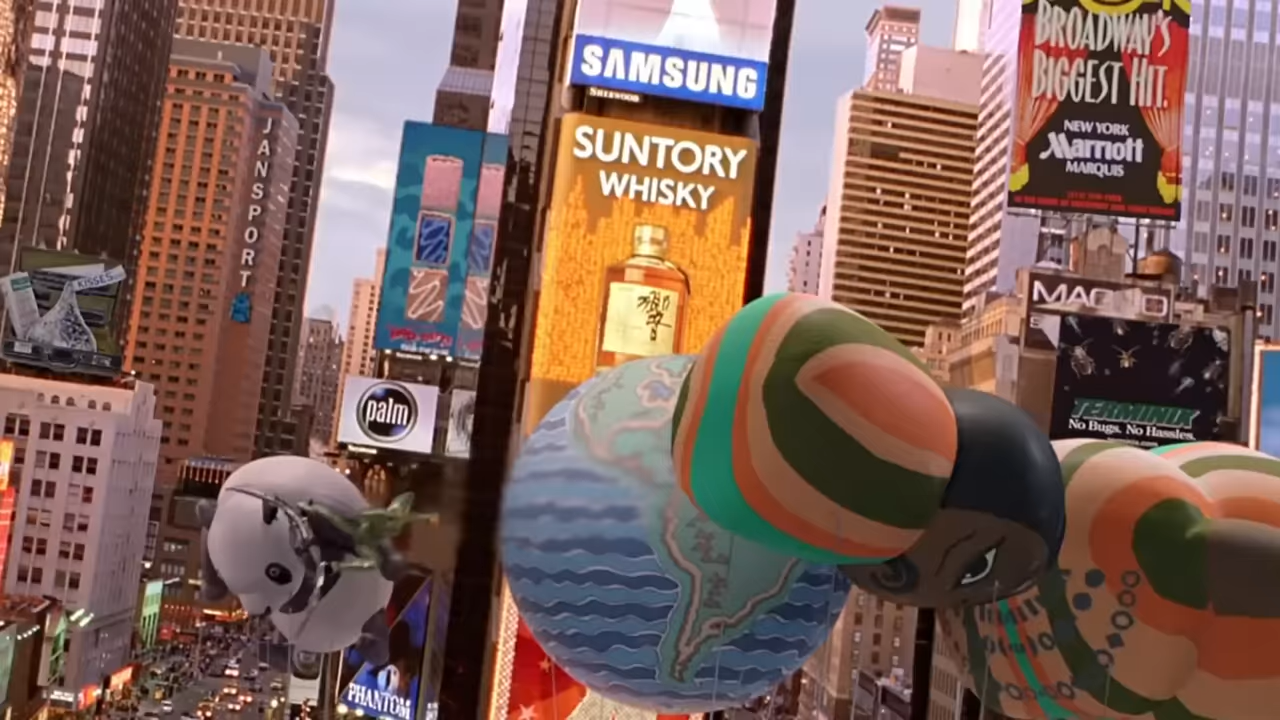 SAMSUNG
SHERWOOD
SUNTORY
WHISKY
BROADWAY'S
BIGGEST HIT.
NEW YORK
Marriott
MARQUIS
JANSPORT
KISSES
palm
TERMINIX
No Bugs. No Hassles.
PHANTOM